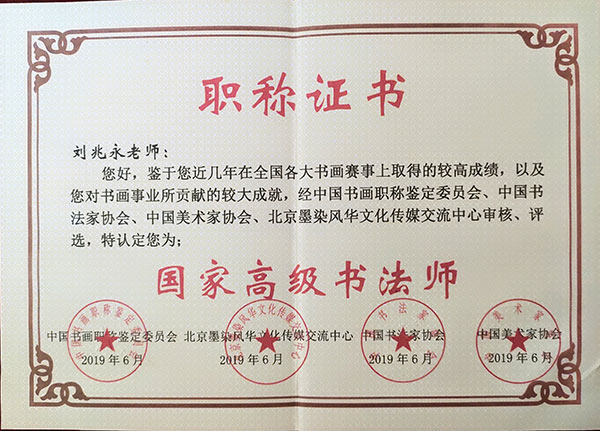 职称证书
刘兆永老师：
您好，鉴于您近几年在全国各大书画赛事上取得的较高成绩，以及
您对书画事业所贡献的较大成就，经中国书画职称鉴定委员会、中国书
法家协会、中国美术家协会、北京墨染风华文化传媒交流中心审核、评
选，特认定您为；
国家高级书法师
中国书画职称鉴定委员会 北京墨染风华文化传媒交流中心 中国书法家协会 中国美术家协会
2019年6月 2019年6月 2019年6月 2019年6月